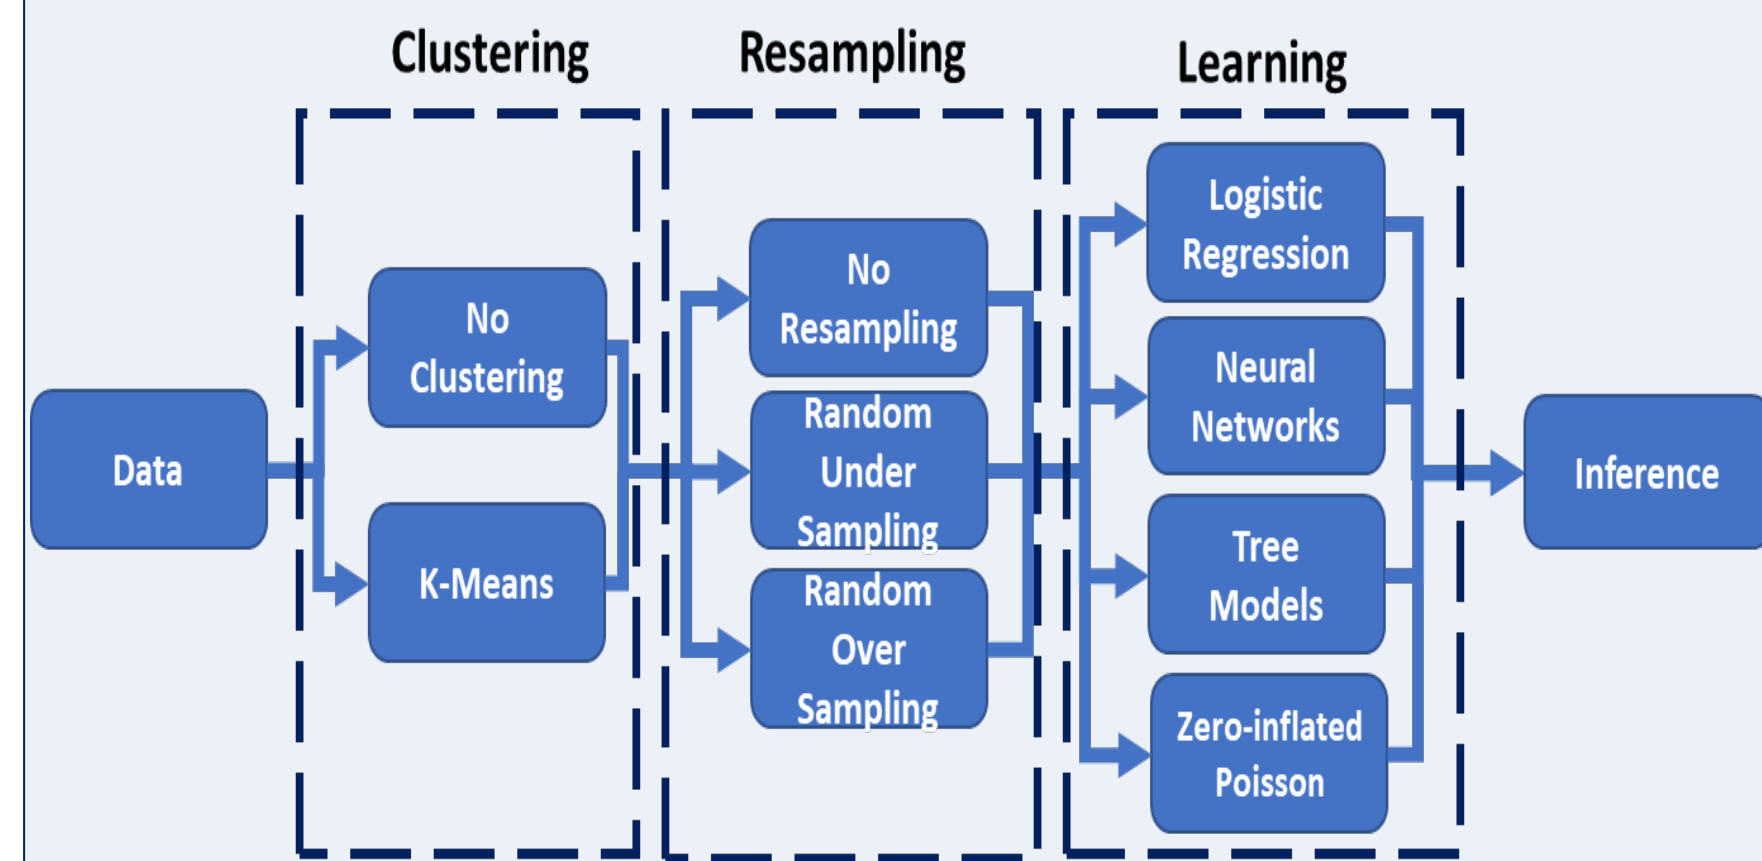 Clustering
Resampling
Learning
Data
No
Clustering
K-Means
No
Resampling
Random
Under
Sampling
Random
Over
Sampling
Logistic
Regression
Neural
Networks
Tree
Models
Zero-inflated
Poisson
Inference